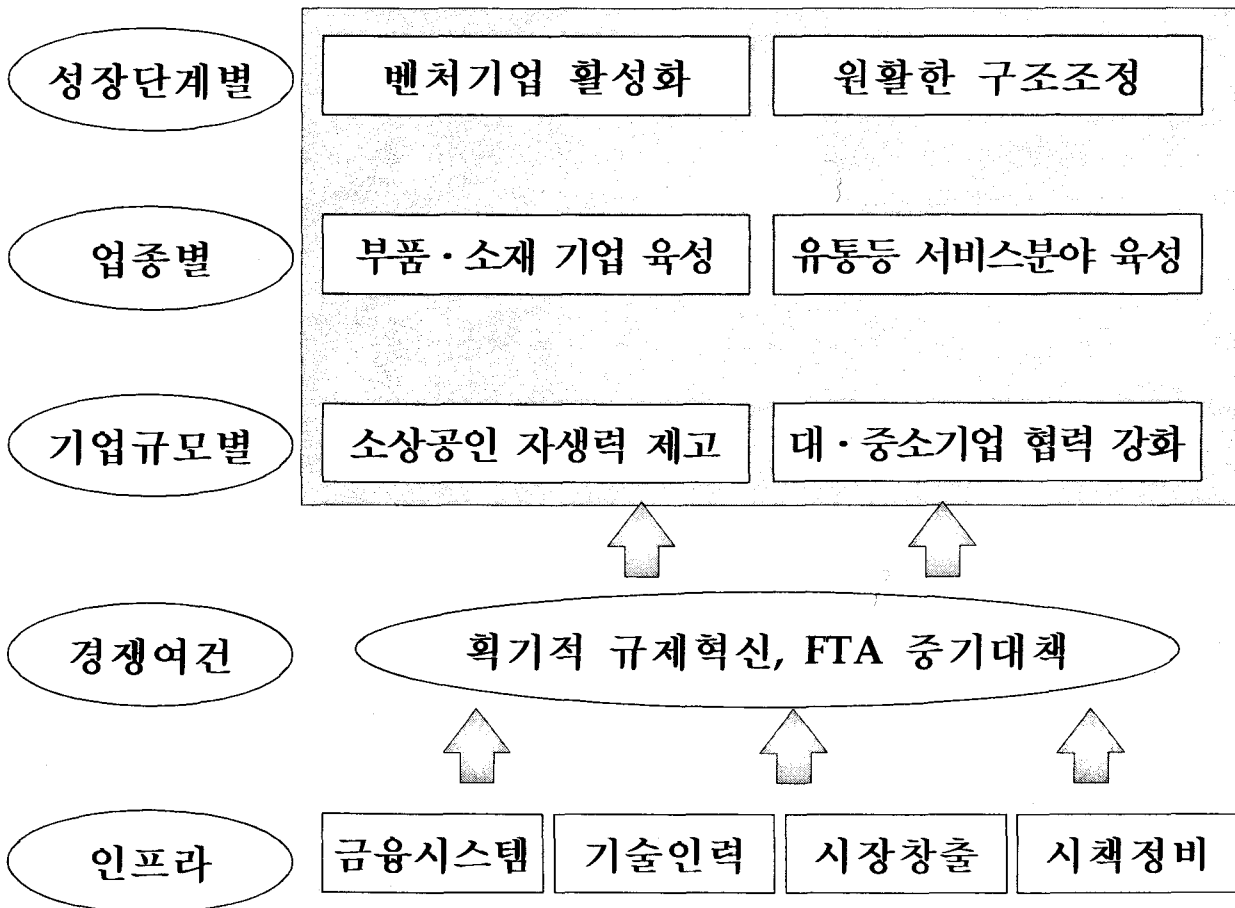 성장단계별 벤처기업 활성화 원활한 구조조정
업종별 부품·소재 기업 육성 유통등 서비스분야 육성
기업규모별 소상공인 자생력 제고 대·중소기업 협력 강화
경쟁여건 획기적 규제혁신, FTA 중기대책
인프라 금융시스템 기술인력 시장창출 시책정비